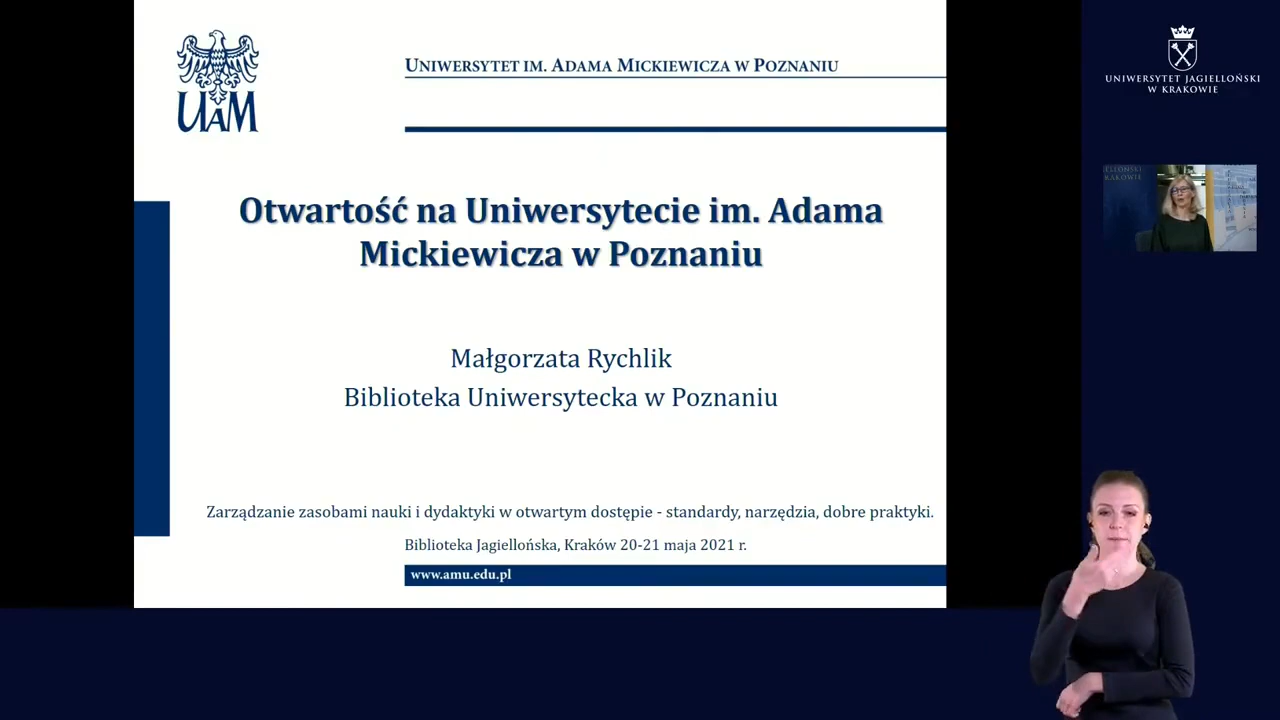 UAM
UNIWERSYTET IM. ADAMA MICKIEWICZA W POZNANIU
Otwartość na Uniwersytecie im. Adama
Mickiewicza w Poznaniu
Małgorzata Rychlik
Biblioteka Uniwersytecka w Poznaniu
Zarządzanie zasobami nauki i dydaktyki w otwartym dostępie - standardy, narzędzia, dobre praktyki.
Biblioteka Jagiellońska, Kraków 20-21 maja 2021 r.
www.amu.edu.pl
UNIWERSYTET JAGIELLOŃSKI
W KRAKOWIE